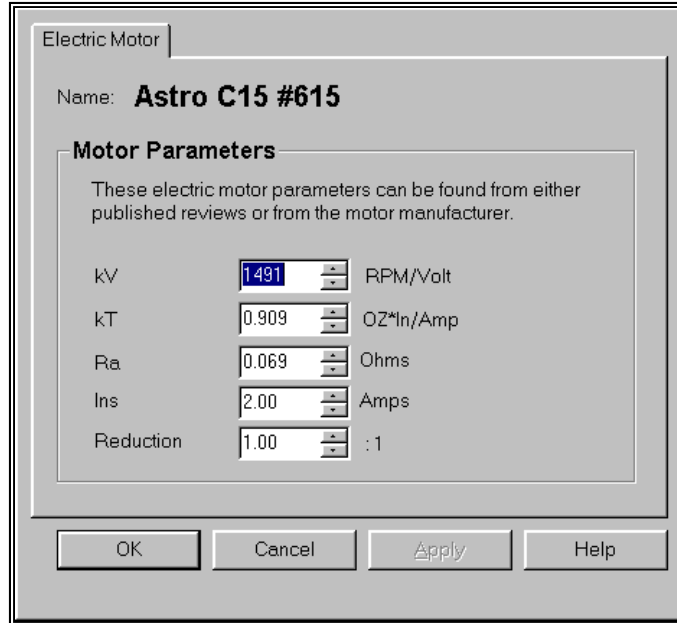 Electric Motor
Name: Astro C15 #615
Motor Parameters
These electric motor parameters can be found from either
published reviews or from the motor manufacturer.
kV 1491 RPM/Volt
kT 0.909 OZ*In/Amp
Ra 0.069 Ohms
Ins 2.00 Amps
Reduction 1.00 :1
OK Cancel Apply Help